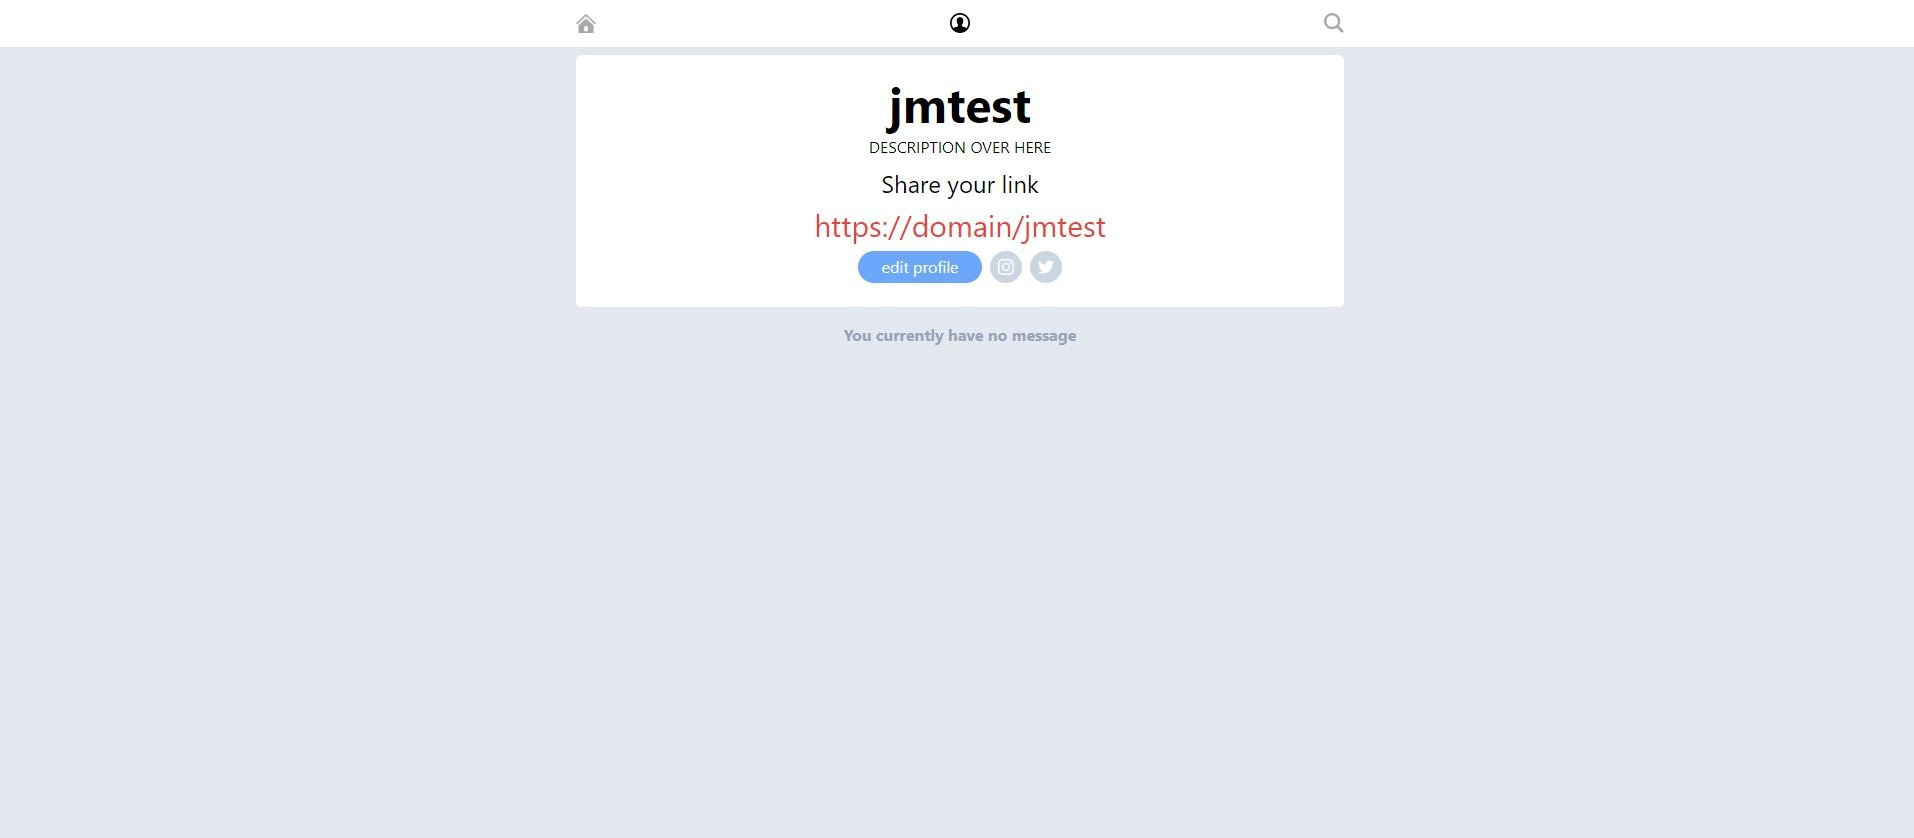 jmtest
DESCRIPTION OVER HERE
Share your link
https://domain/jmtest
edit profile
You currently have no message